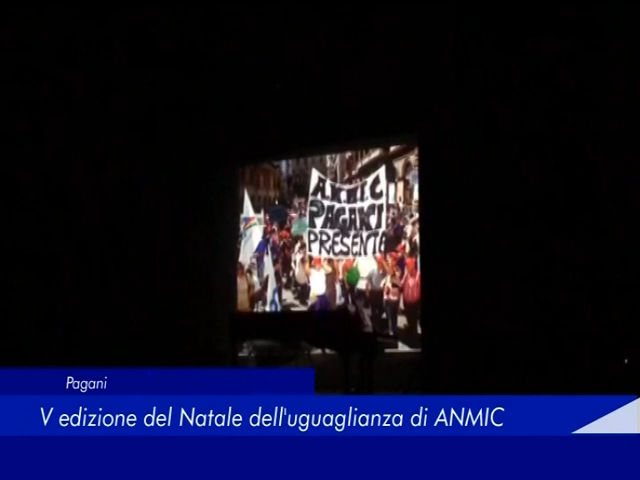 ANMIC
PAGANI
PRESENTE
Pagani
V edizione del Natale dell'uguaglianza di ANMIC